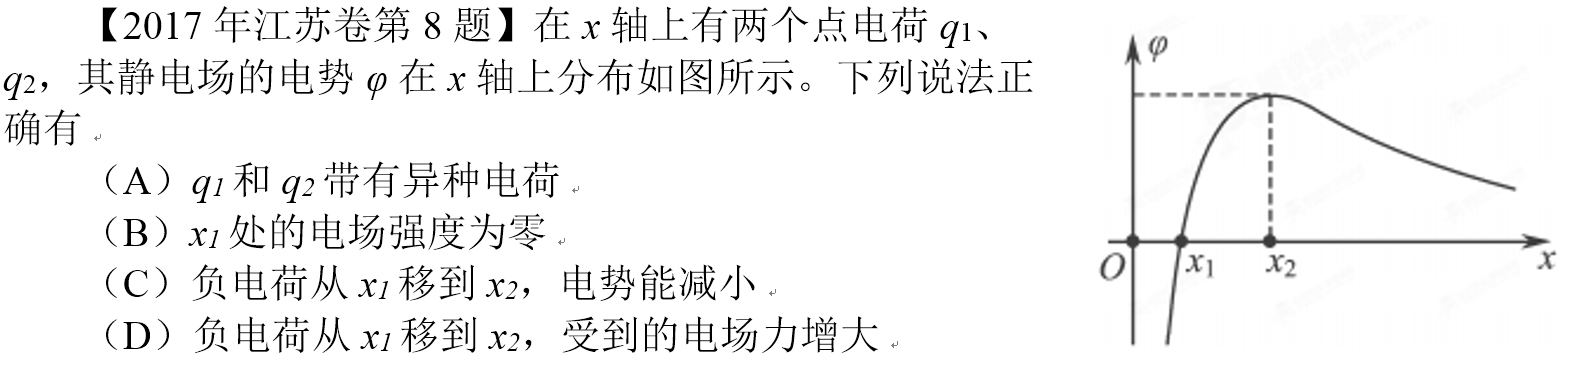 【2017 年江苏卷第 8 题】在 x 轴上有两个点电荷 q1、
q2，其静电场的电势 φ 在 x 轴上分布如图所示。下列说法正
确有
（A）q1 和 q2 带有异种电荷
（B）x1 处的电场强度为零
（C）负电荷从 x1 移到 x2，电势能减小
（D）负电荷从 x1 移到 x2，受到的电场力增大
φ
O x1 x2 x